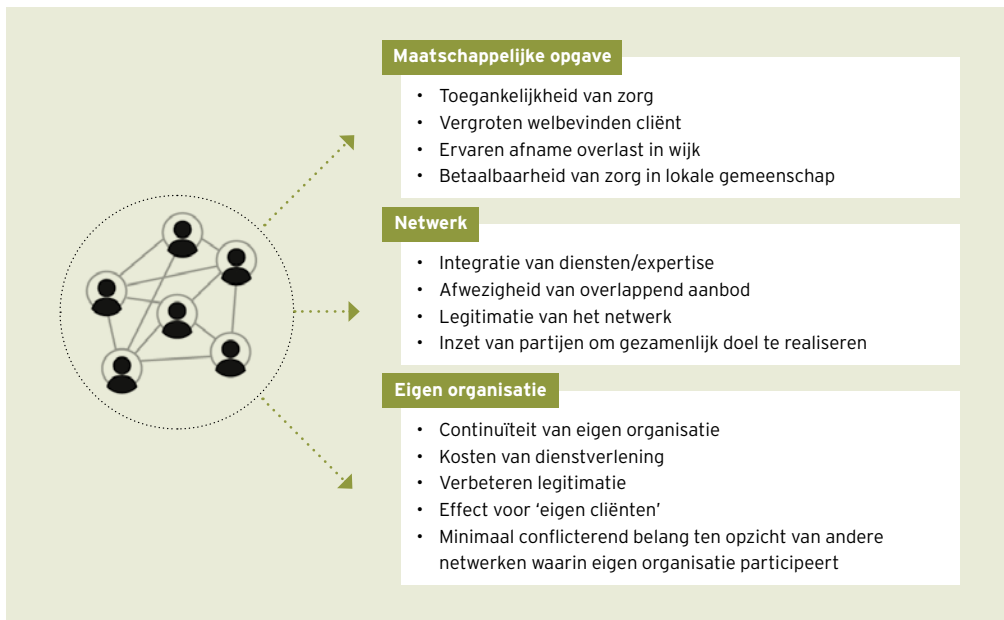 Maatschappelijke opgave
• Toegankelijkheid van zorg
• Vergroten welbevinden cliënt
• Ervaren afname overlast in wijk
• Betaalbaarheid van zorg in lokale gemeenschap
Netwerk
• Integratie van diensten/expertise
• Afwezigheid van overlappend aanbod
• Legitimatie van het netwerk
• Inzet van partijen om gezamenlijk doel te realiseren
Eigen organisatie
• Continuïteit van eigen organisatie
• Kosten van dienstverlening
• Verbeteren legitimatie
• Effect voor ‘eigen cliënten’
• Minimaal conflicterend belang ten opzicht van andere
netwerken waarin eigen organisatie participeert